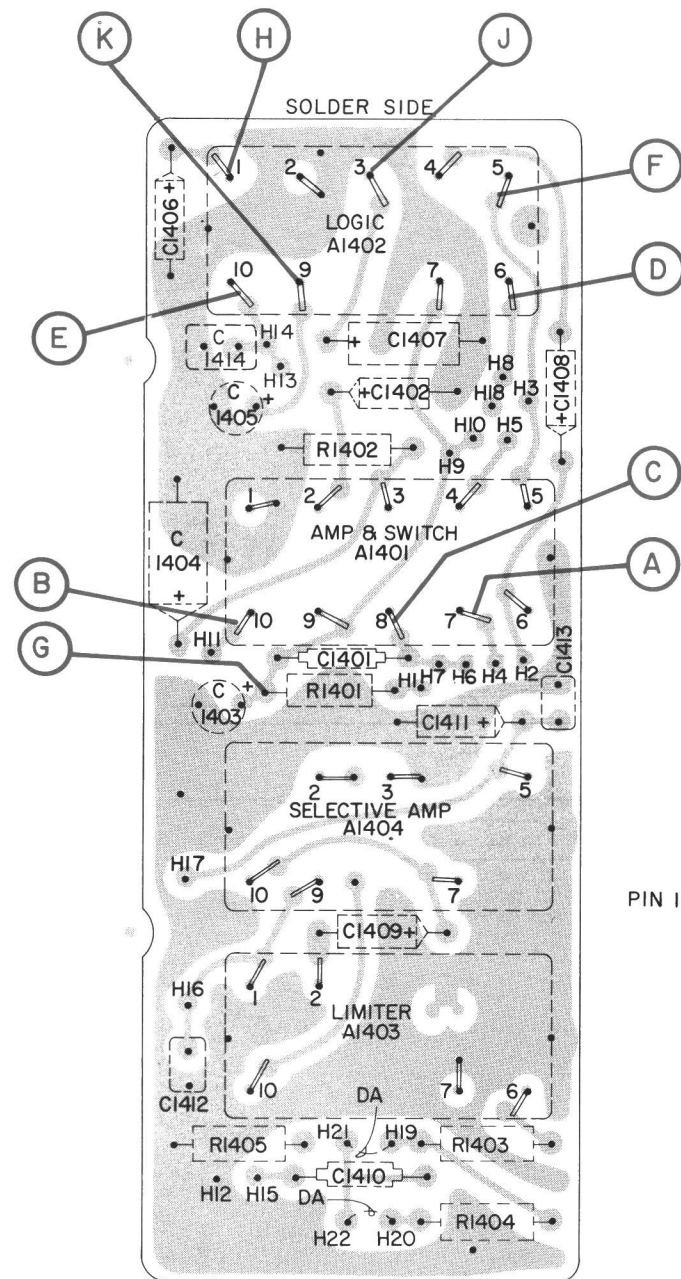 K H J
SOLDER SIDE
1 2 3 4 5
F
C1406 +
LOGIC
A1402
10 9 7 6
D
E
C
1414
H14
+ C1407
H13
H8
+C1408
C
1405
+
+C1402
H18 H3
H10 H5
R1402
H9
C
1 2 3 4 5
AMP & SWITCH
A1401
C
1404
+
A
B
10 9 8 7 6
H11
C1401
C1413
G
H1 H7 H6 H4 H2
C
1403
+
R1401
C1411 +
2 3 5
SELECTIVE AMP
A1404
H17
10 9 7
PIN 1
C1409+
H16
1 2
LIMITER
A1403
C1412
10 7 6
DA
R1405
H21 H19
R1403
H12 H15
C1410
DA
H22 H20
R1404